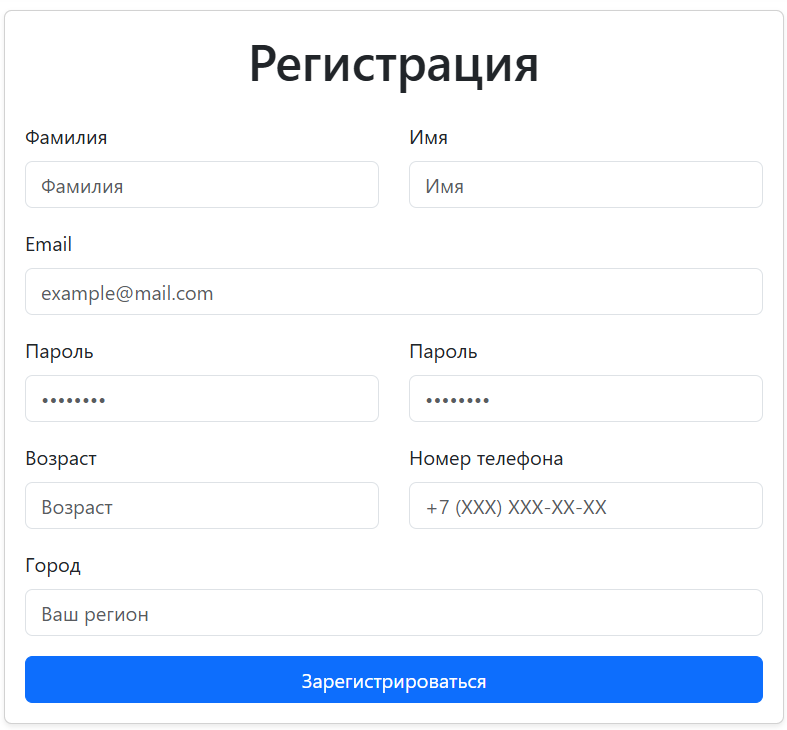 Регистрация
Фамилия Имя
Фамилия Имя
Email
example@mail.com
Пароль Пароль
•••••••• ••••••••
Возраст Номер телефона
Возраст +7 (XXX) XXX-XX-XX
Город
Ваш регион
Зарегистрироваться